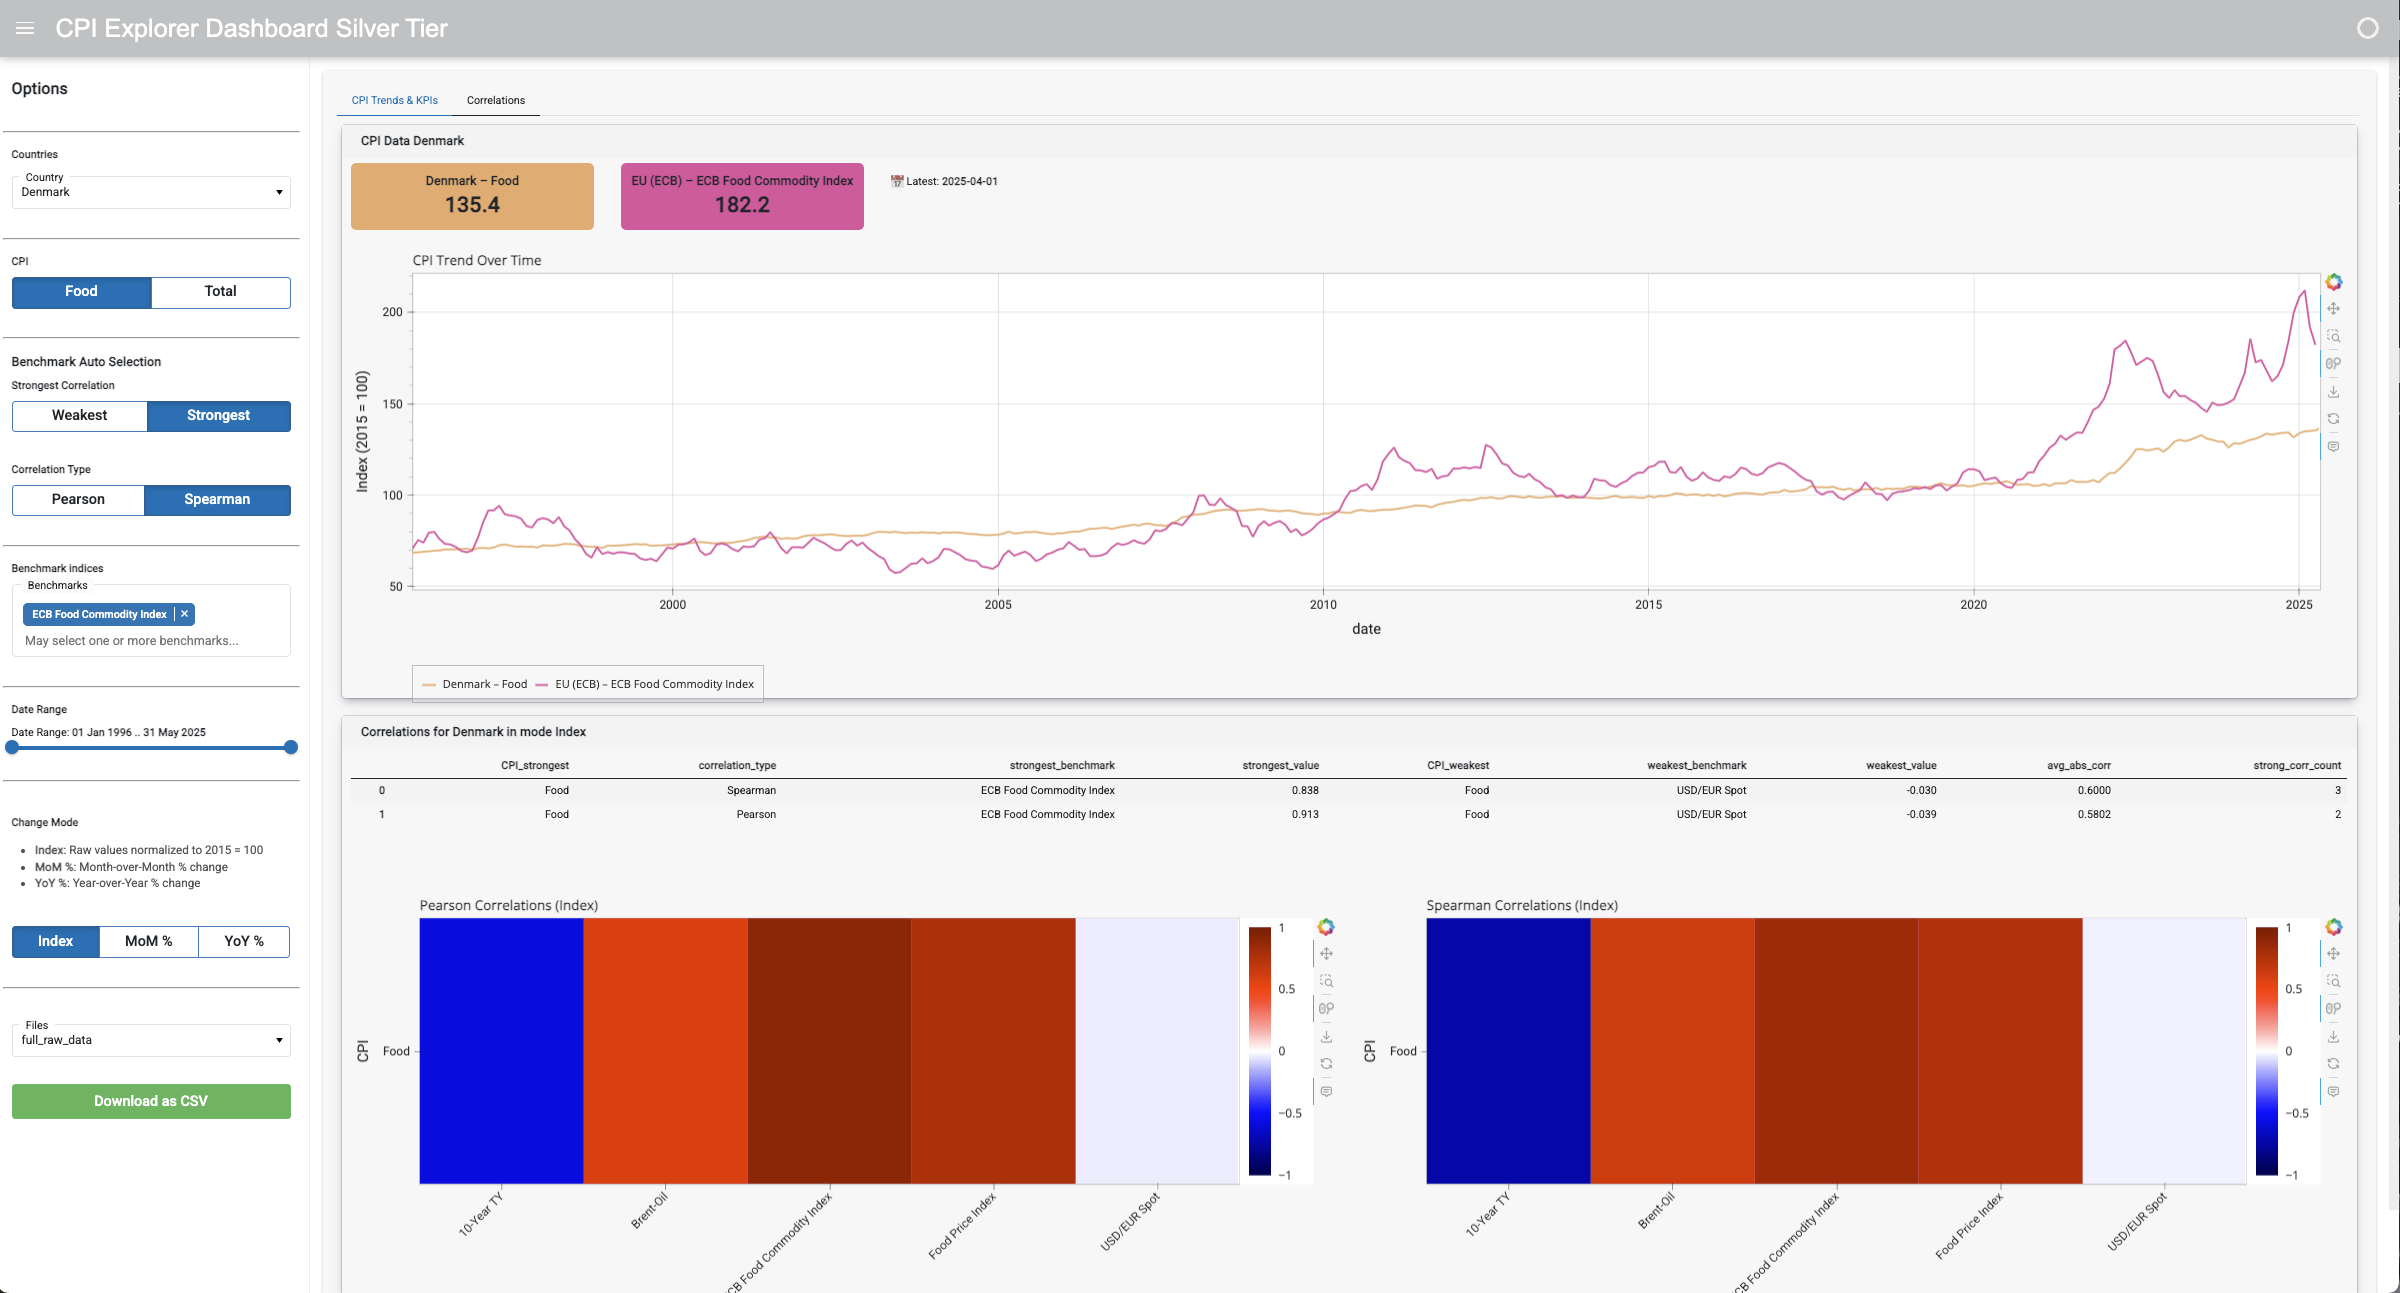 CPI Explorer Dashboard Silver Tier
Options
Countries
Country
Denmark
CPI
Food Total
Benchmark Auto Selection
Strongest Correlation
Weakest Strongest
Correlation Type
Pearson Spearman
Benchmark indices
Benchmarks
ECB Food Commodity Index ×
May select one or more benchmarks...
Date Range
Date Range: 01 Jan 1996 .. 31 May 2025
Change Mode
• Index: Raw values normalized to 2015 = 100
• MoM %: Month-over-Month % change
• YoY %: Year-over-Year % change
Index MoM % YoY %
Files
full_raw_data
Download as CSV
CPI Trends & KPIs Correlations
CPI Data Denmark
Denmark – Food
135.4
EU (ECB) – ECB Food Commodity Index
182.2
Latest: 2025-04-01
CPI Trend Over Time
Index (2015 = 100)
200
150
100
50
2000 2005 2010 2015 2020 2025
date
Denmark – Food EU (ECB) – ECB Food Commodity Index
Correlations for Denmark in mode Index
CPI_strongest correlation_type strongest_benchmark strongest_value CPI_weakest weakest_benchmark weakest_value avg_abs_corr strong_corr_count
0 Food Spearman ECB Food Commodity Index 0.838 Food USD/EUR Spot -0.030 0.6000 3
1 Food Pearson ECB Food Commodity Index 0.913 Food USD/EUR Spot -0.039 0.5802 2
Pearson Correlations (Index)
CPI
Food
1
0.5
0
−0.5
−1
10-Year TY
Brent-Oil
CB Food Commodity Index
Food Price Index
USD/EUR Spot
Spearman Correlations (Index)
CPI
Food
1
0.5
0
−0.5
−1
10-Year TY
Brent-Oil
CB Food Commodity Index
Food Price Index
USD/EUR Spot